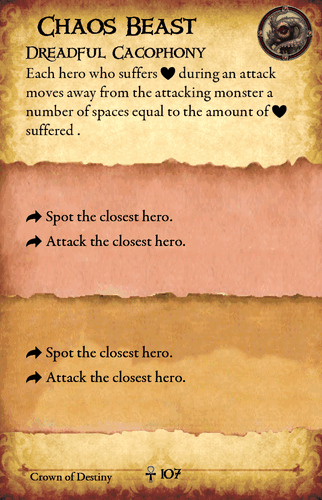 Chaos Beast
Dreadful Cacophony
Each hero who suffers ♥ during an attack
moves away from the attacking monster a
number of spaces equal to the amount of ♥
suffered .
Spot the closest hero.
Attack the closest hero.
Spot the closest hero.
Attack the closest hero.
Crown of Destiny
107